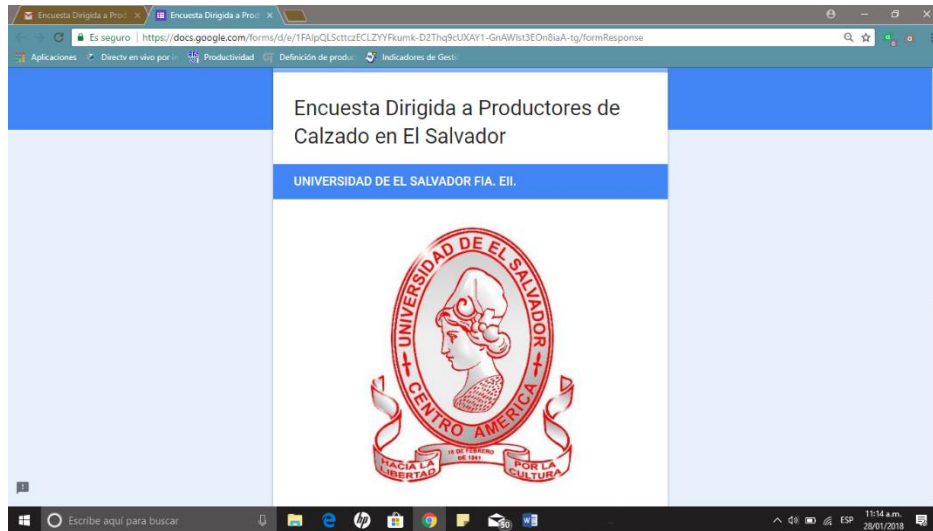 Encuesta Dirigida a Prod
Encuesta Dirigida a Prod
Es seguro
https://docs.google.com/forms/d/e/1FAIpQLScttczECLZYYFkumk-D2Thq9cUXAY1-GnAWIst3EOn8iaA-tg/formResponse
Aplicaciones
Directv en vivo por i
Productividad
Definición de produc
Indicadores de Gesti
Encuesta Dirigida a Productores de
Calzado en El Salvador
UNIVERSIDAD DE EL SALVADOR FIA. EII.
UNIVERSIDAD DE EL SALVADOR
CENTRO AMERICA
HACIA LA
LIBERTAD
16 DE FEBRERO
DE 1841
POR LA
CULTURA
Escribe aquí para buscar
hp
50
ESP
11:14 a.m.
28/01/2018